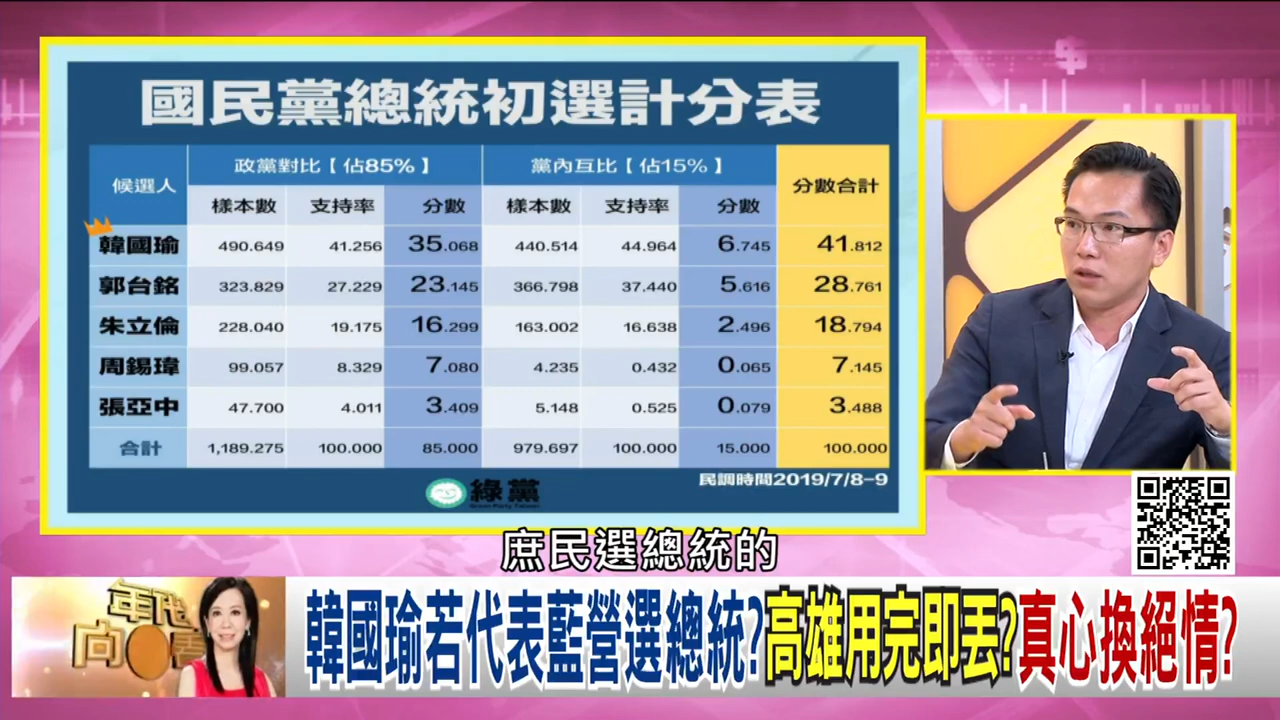 國民黨總統初選計分表
候選人 政黨對比【佔85%】 黨內互比【佔15%】 分數合計
樣本數 支持率 分數 樣本數 支持率 分數
韓國瑜 490.649 41.256 35.068 440.514 44.964 6.745 41.812
郭台銘 323.829 27.229 23.145 366.798 37.440 5.616 28.761
朱立倫 228.040 19.175 16.299 163.002 16.638 2.496 18.794
周錫瑋 99.057 8.329 7.080 4.235 0.432 0.065 7.145
張亞中 47.700 4.011 3.409 5.148 0.525 0.079 3.488
合計 1,189.275 100.000 85.000 979.697 100.000 15.000 100.000
民調時間2019/7/8-9
綠黨
Green Party Taiwan
庶民選總統的
年代
向
韓國瑜若代表藍營選總統?高雄用完即丟?真心換絕情?